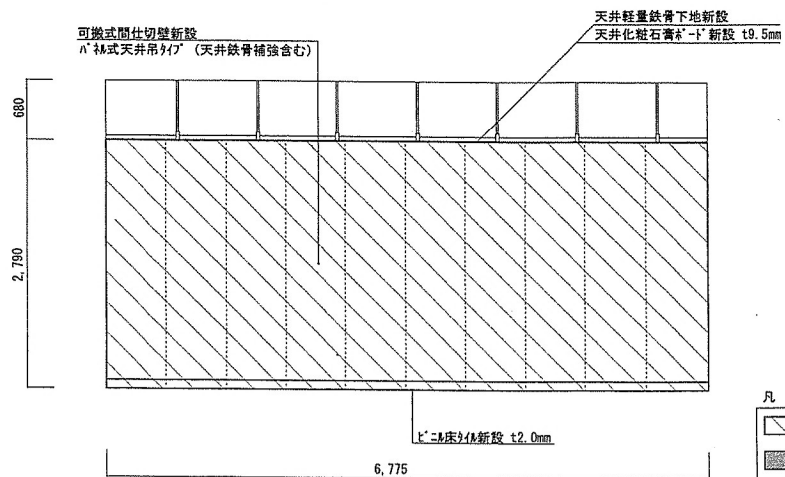 可搬式間仕切壁新設
パネル式天井吊タイプ (天井鉄骨補強含む)
天井軽量鉄骨下地新設
天井化粧石膏ボード新設 t9.5mm
680
2,790
ビニル床タイル新設 t2.0mm
6,775
凡